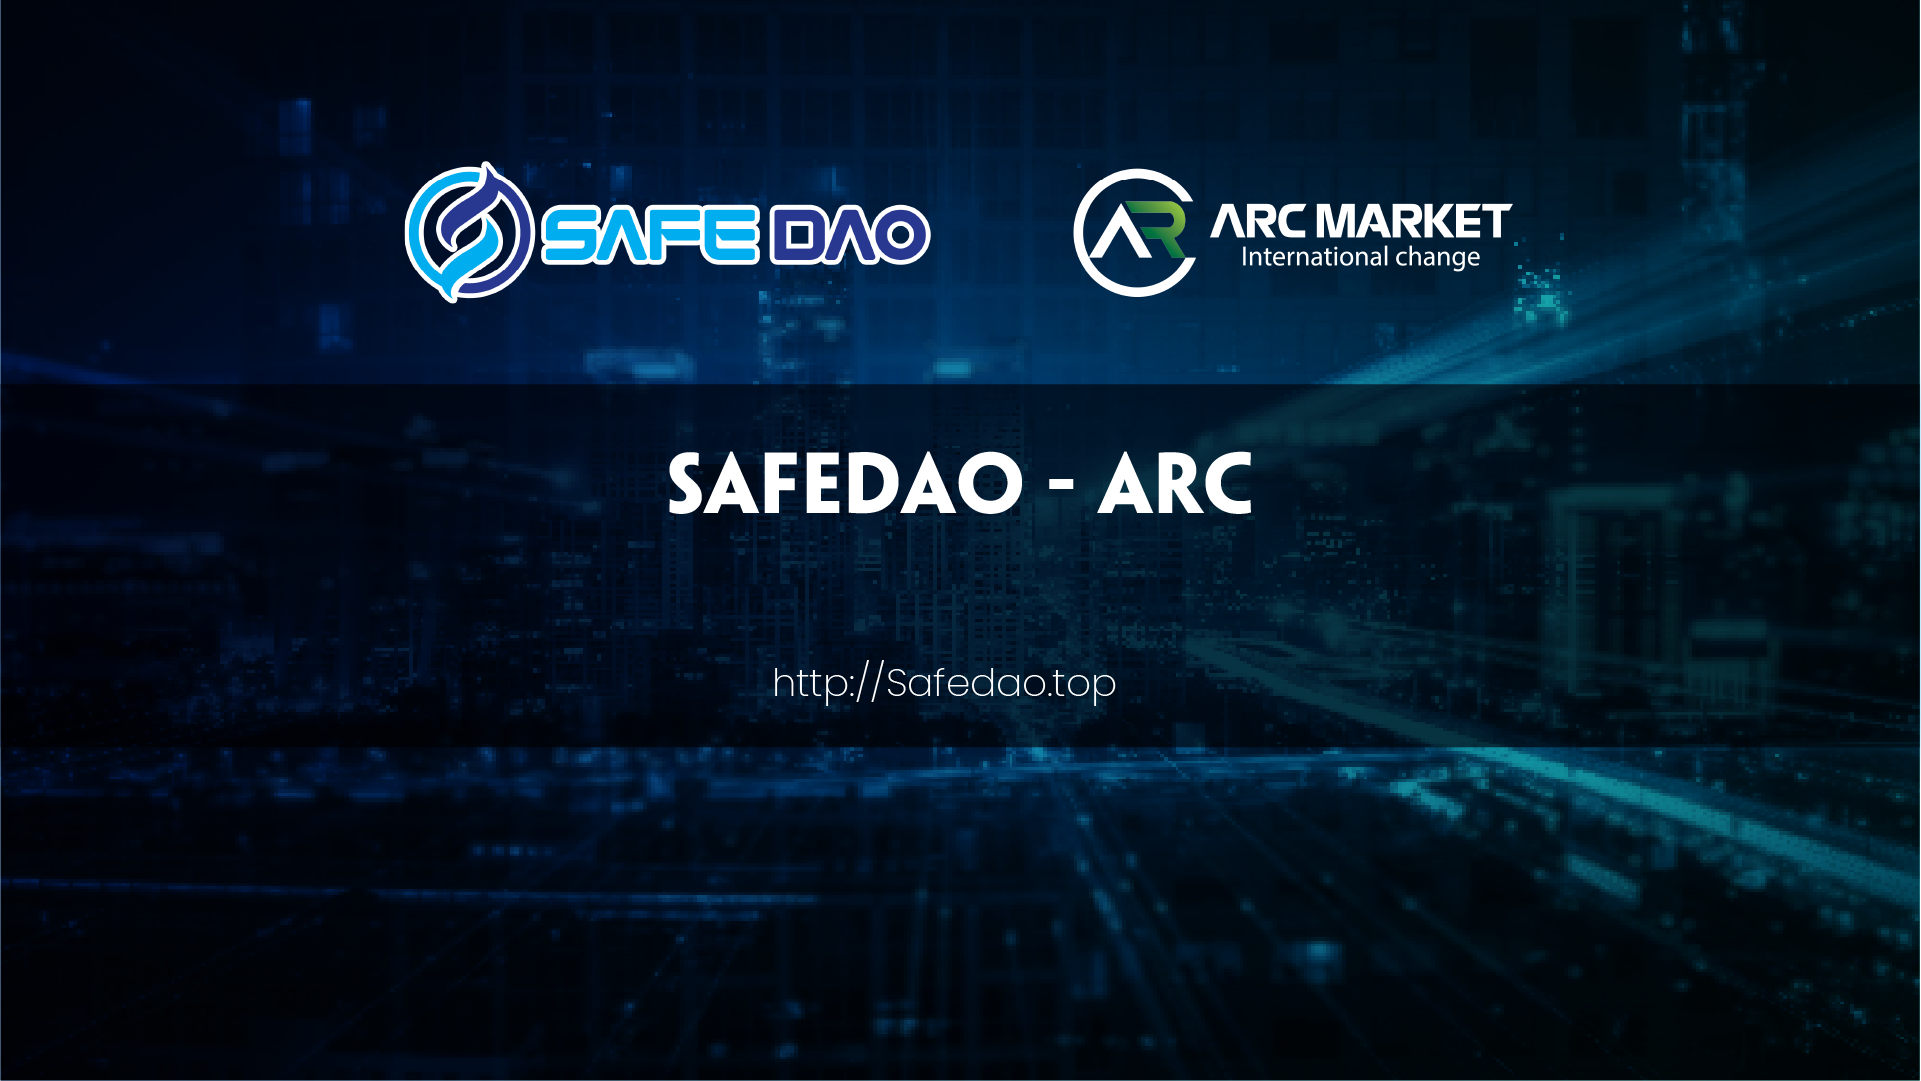 SAFE DAO
ARC MARKET
International change
SAFEDAO - ARC
http://Safedao.top